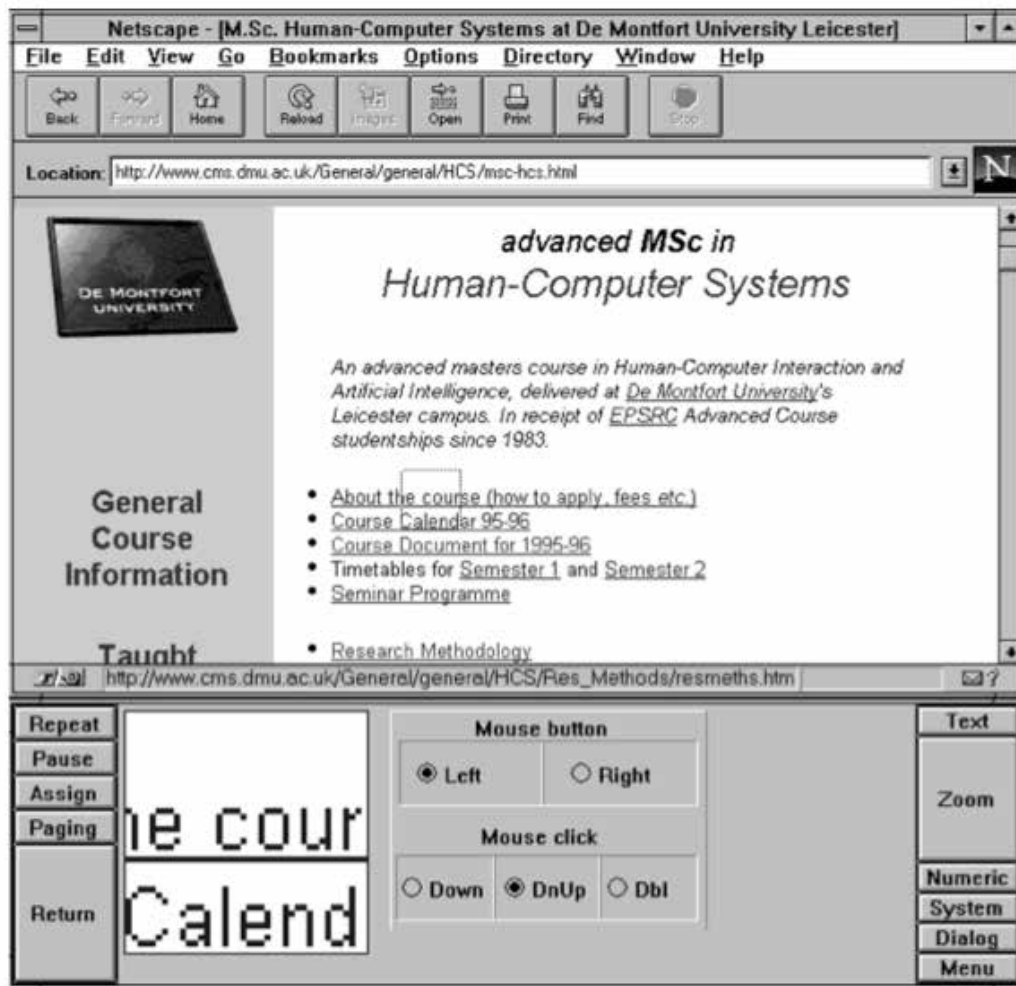 Netscape - [M.Sc. Human-Computer Systems at De Montfort University Leicester]
File Edit View Go Bookmarks Options Directory Window Help
Back Forward Home Reload Images Open Print Find Stop
Location: http://www.cms.dmu.ac.uk/General/general/HCS/msc-hcs.html
N
DE MONTFORT
UNIVERSITY
advanced MSc in
Human-Computer Systems
An advanced masters course in Human-Computer Interaction and
Artificial Intelligence, delivered at De Montfort University's
Leicester campus. In receipt of EPSRC Advanced Course
studentships since 1983.
General
Course
Information
• About the course (how to apply, fees etc.)
• Course Calendar 95-96
• Course Document for 1995-96
• Timetables for Semester 1 and Semester 2
• Seminar Programme
Taught
• Research Methodology
http://www.cms.dmu.ac.uk/General/general/HCS/Res_Methods/resmeths.htm
?
Repeat
Pause
Assign
Paging
Return
he cour
Calend
Mouse button
Left Right
Mouse click
Down DnUp Dbl
Text
Zoom
Numeric
System
Dialog
Menu